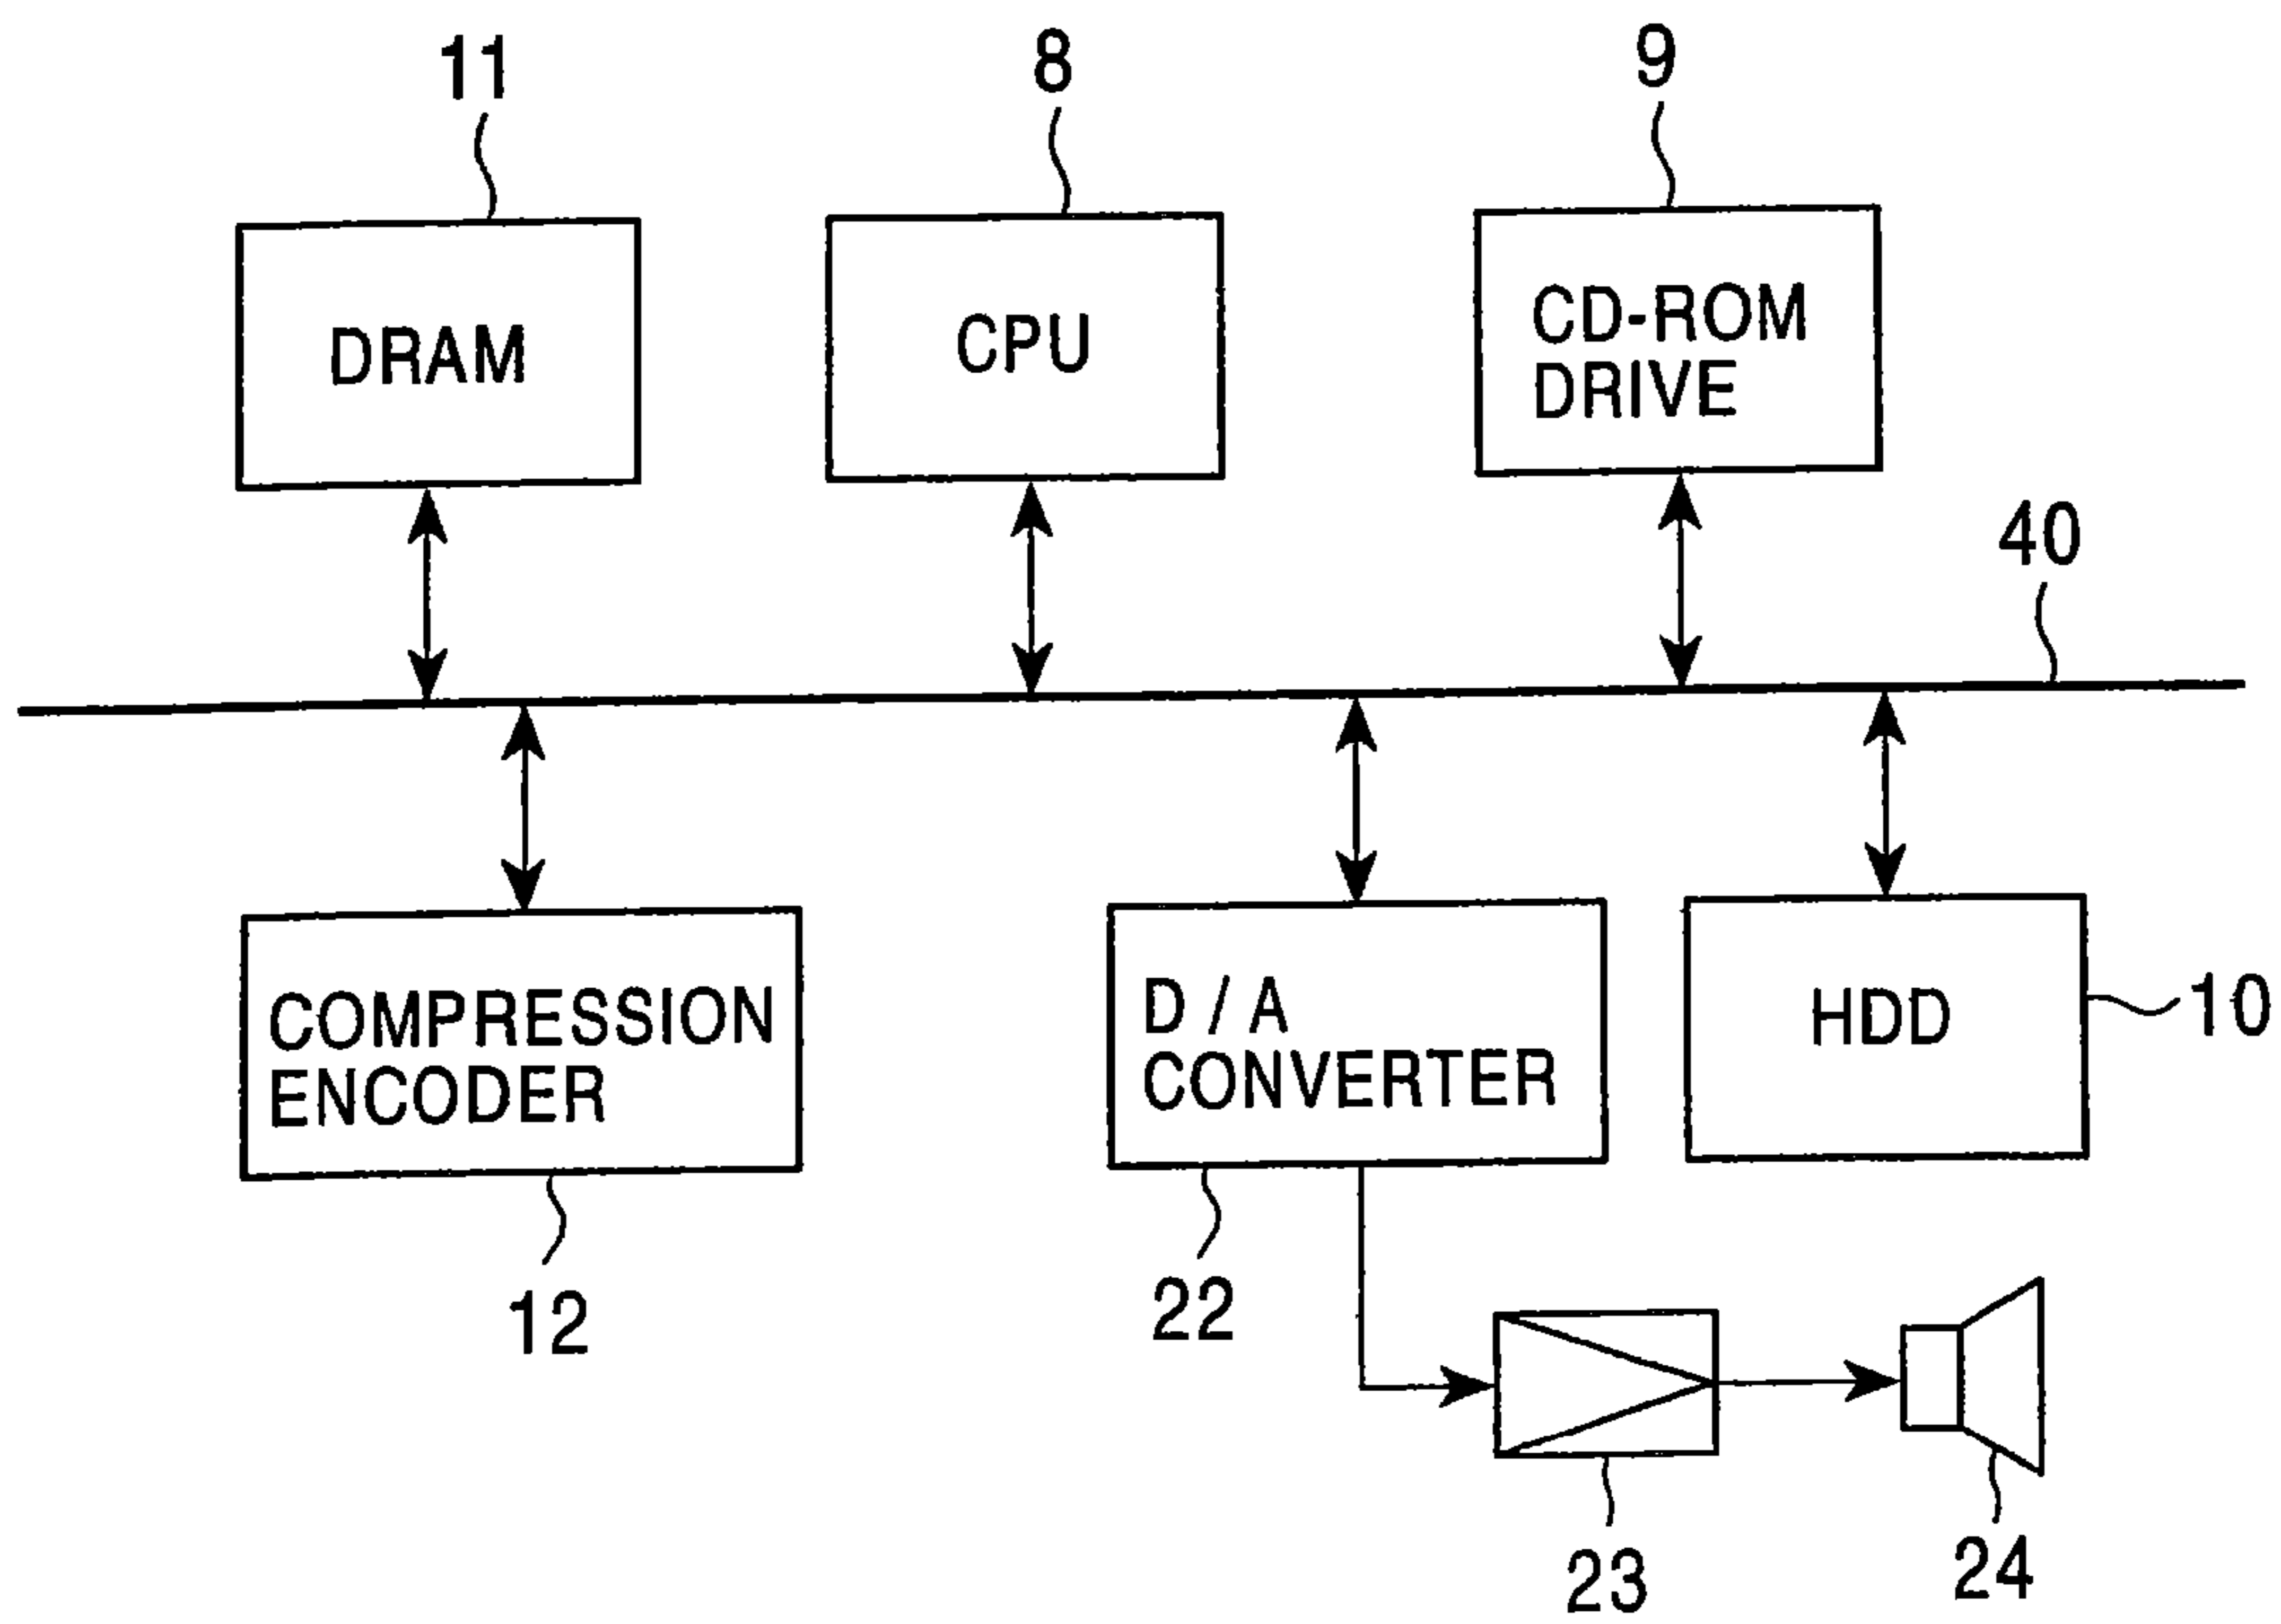 11
8
9
DRAM
CPU
CD-ROM
DRIVE
40
COMPRESSION
ENCODER
D / A
CONVERTER
HDD
10
12
22
23
24